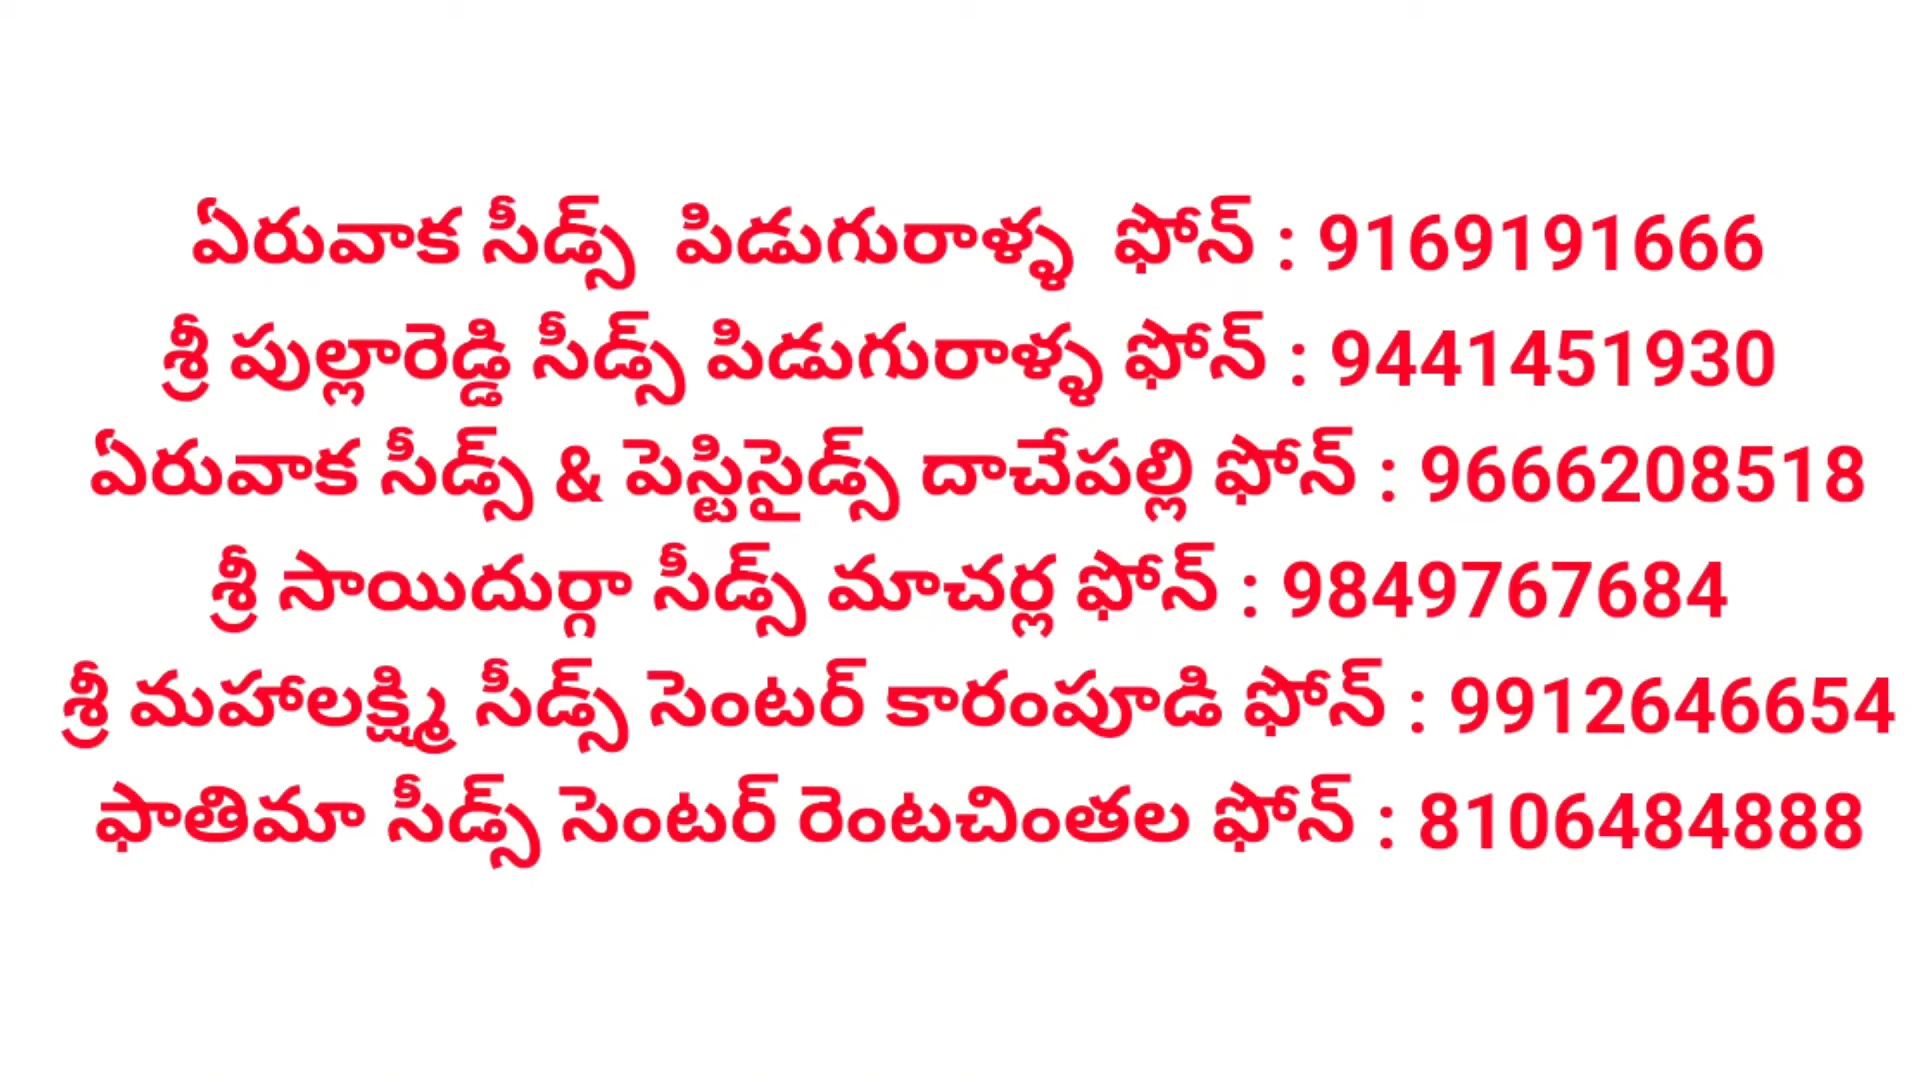 ఏరువాక సీడ్స్ పిడుగురాళ్ళ ఫోన్ : 9169191666
శ్రీ పుల్లారెడ్డి సీడ్స్ పిడుగురాళ్ళ ఫోన్ : 9441451930
ఏరువాక సీడ్స్ & పెస్టిసైడ్స్ దాచేపల్లి ఫోన్ : 9666208518
శ్రీ సాయిదుర్గా సీడ్స్ మాచర్ల ఫోన్ : 9849767684
శ్రీ మహాలక్ష్మి సీడ్స్ సెంటర్ కారంపూడి ఫోన్ : 9912646654
ఫాతిమా సీడ్స్ సెంటర్ రెంటచింతల ఫోన్ : 8106484888